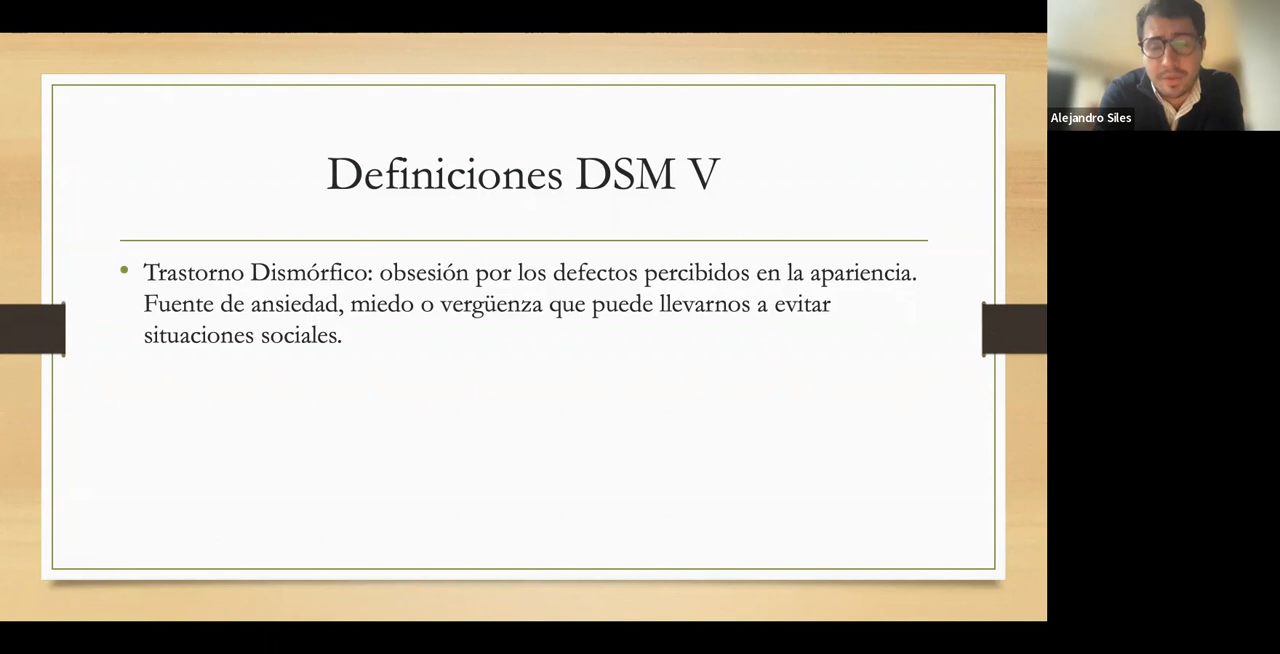 Definiciones DSM V
• Trastorno Dismórfico: obsesión por los defectos percibidos en la apariencia.
Fuente de ansiedad, miedo o vergüenza que puede llevarnos a evitar
situaciones sociales.
Alejandro Siles